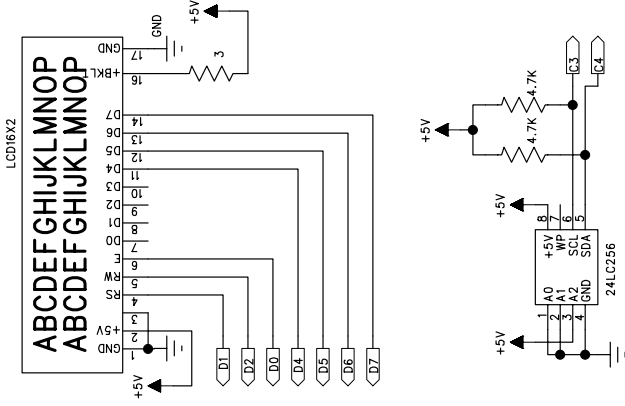 LCD16X2
ABCDEFGHIJKLMNOP
ABCDEFGHIJKLMNOP
GND
17
GND
+BKLT
16
3
+5V
D7
14
D6
13
D5
12
D4
11
D3
10
D2
9
D1
8
D0
7
E
6
RW
5
RS
4
3
+5V
2
GND
1
+5V
D1
D2
D0
D4
D5
D6
D7
C3
C4
4.7K
4.7K
+5V
+5V
8
7
6
5
+5V
WP
SCL
SDA
24LC256
A0
A1
A2
GND
1
2
3
4
+5V